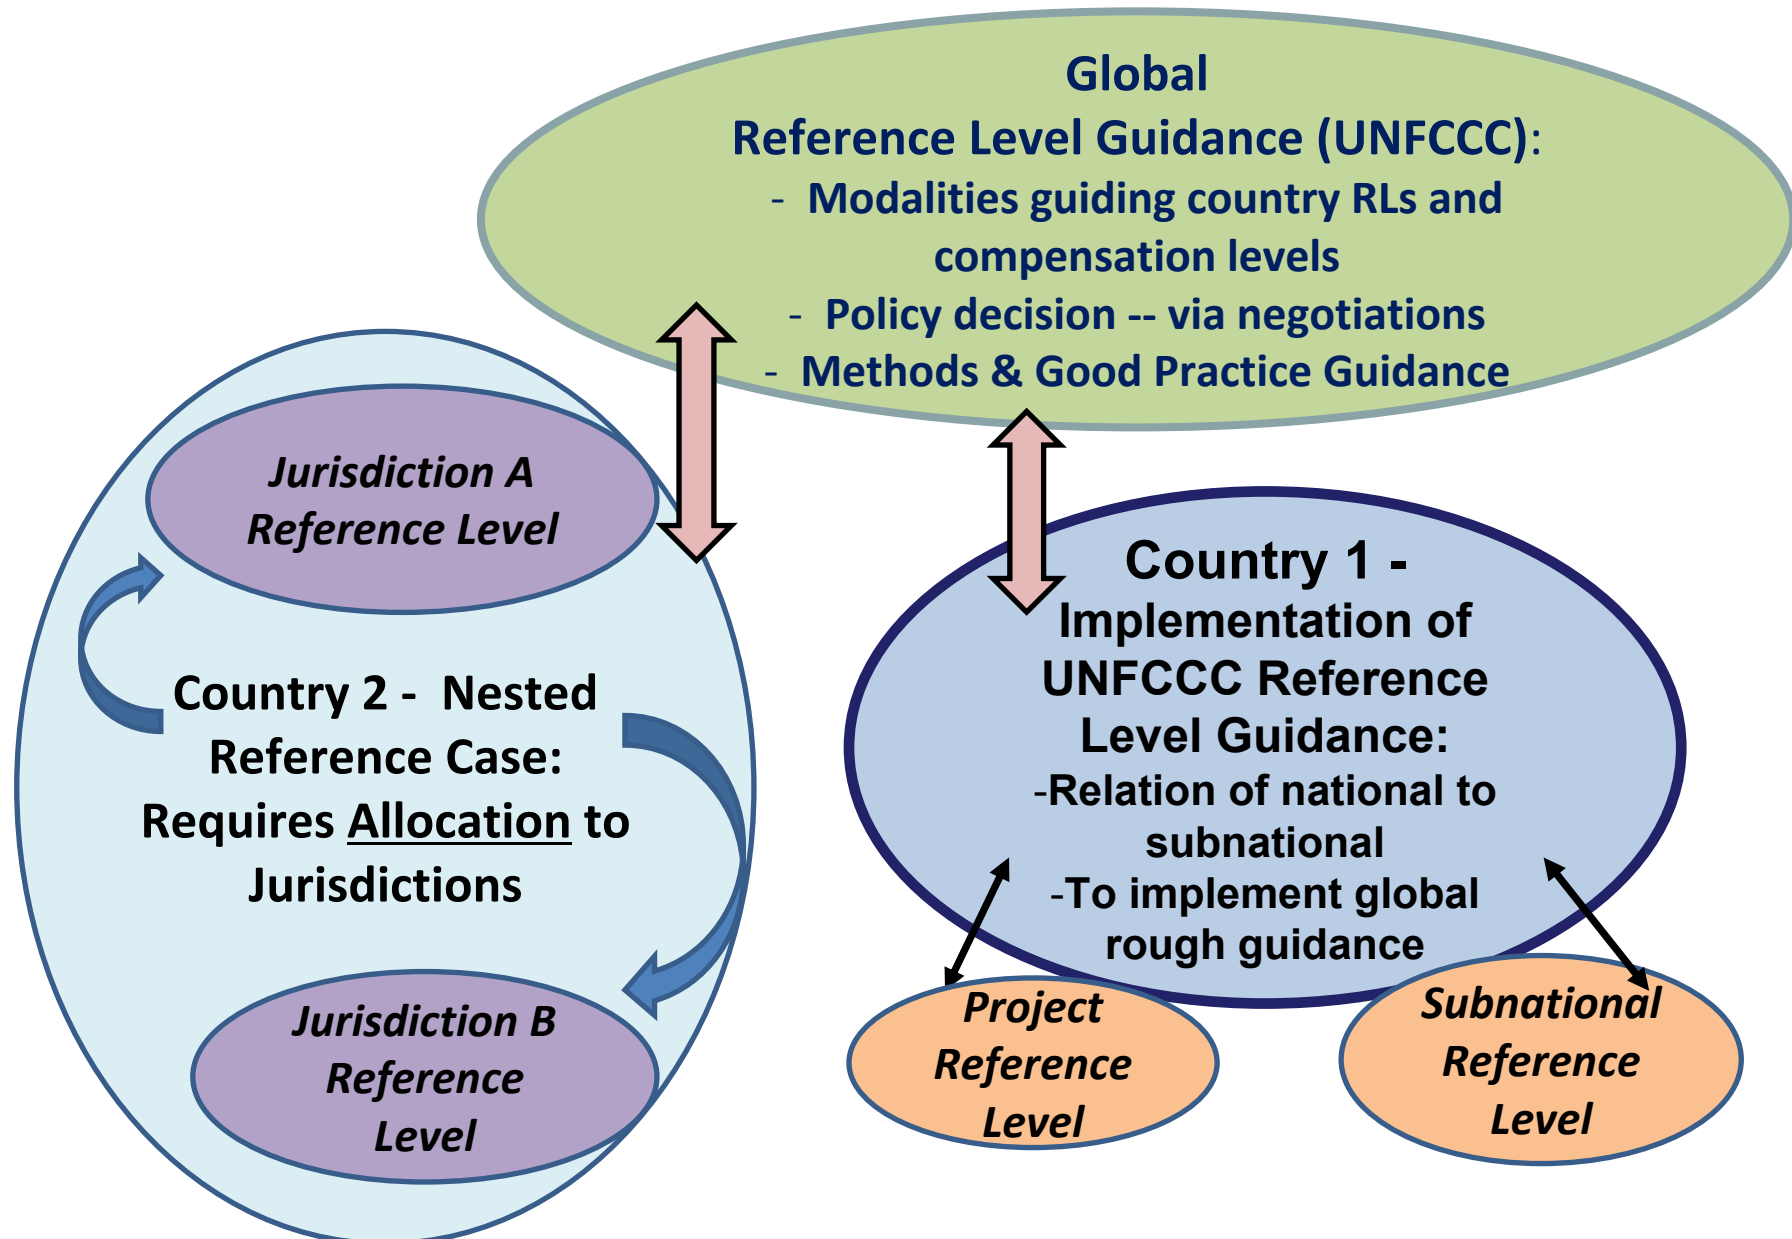 Global
Reference Level Guidance (UNFCCC):
- Modalities guiding country RLs and
compensation levels
- Policy decision -- via negotiations
- Methods & Good Practice Guidance
Jurisdiction A
Reference Level
Country 2 - Nested
Reference Case:
Requires Allocation to
Jurisdictions
Jurisdiction B
Reference
Level
Country 1 -
Implementation of
UNFCCC Reference
Level Guidance:
-Relation of national to
subnational
-To implement global
rough guidance
Project
Reference
Level
Subnational
Reference
Level